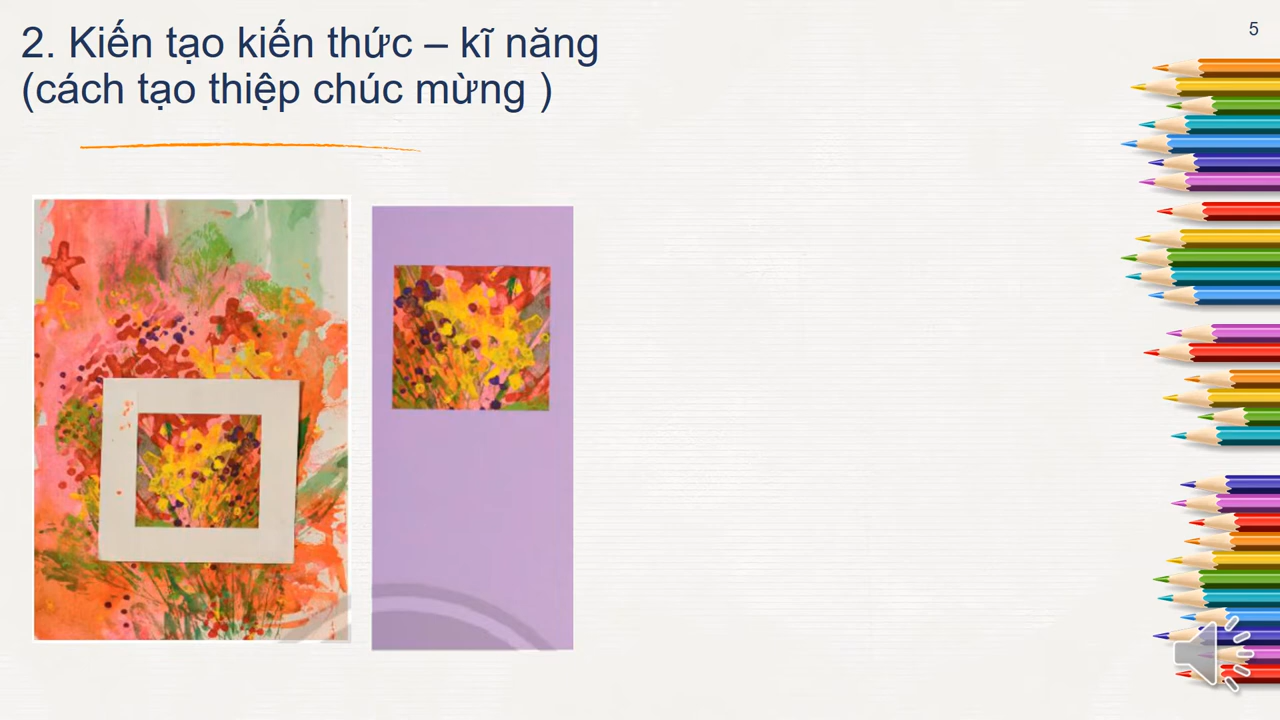 2. Kiến tạo kiến thức – kĩ năng
(cách tạo thiệp chúc mừng )
5